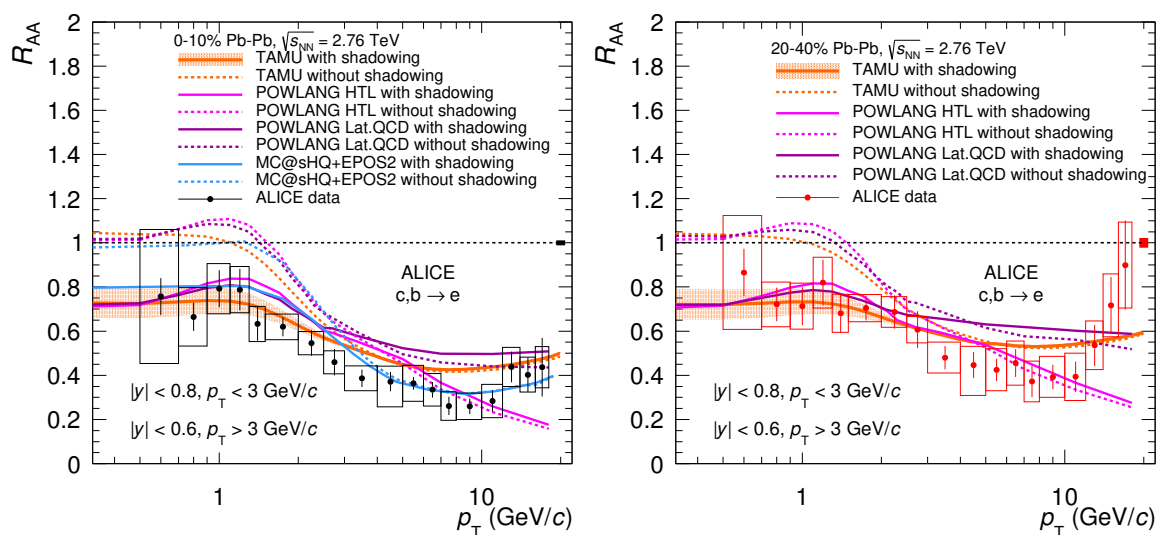 R_AA
2
1.8
1.6
1.4
1.2
1
0.8
0.6
0.4
0.2
0
0-10% Pb-Pb, √s_NN = 2.76 TeV
TAMU with shadowing
TAMU without shadowing
POWLANG HTL with shadowing
POWLANG HTL without shadowing
POWLANG Lat.QCD with shadowing
POWLANG Lat.QCD without shadowing
MC@sHQ+EPOS2 with shadowing
MC@sHQ+EPOS2 without shadowing
ALICE data
ALICE
c,b → e
|y| < 0.8, p_T < 3 GeV/c
|y| < 0.6, p_T > 3 GeV/c
1
10
p_T (GeV/c)
R_AA
2
1.8
1.6
1.4
1.2
1
0.8
0.6
0.4
0.2
0
20-40% Pb-Pb, √s_NN = 2.76 TeV
TAMU with shadowing
TAMU without shadowing
POWLANG HTL with shadowing
POWLANG HTL without shadowing
POWLANG Lat.QCD with shadowing
POWLANG Lat.QCD without shadowing
ALICE data
ALICE
c,b → e
|y| < 0.8, p_T < 3 GeV/c
|y| < 0.6, p_T > 3 GeV/c
1
10
p_T (GeV/c)